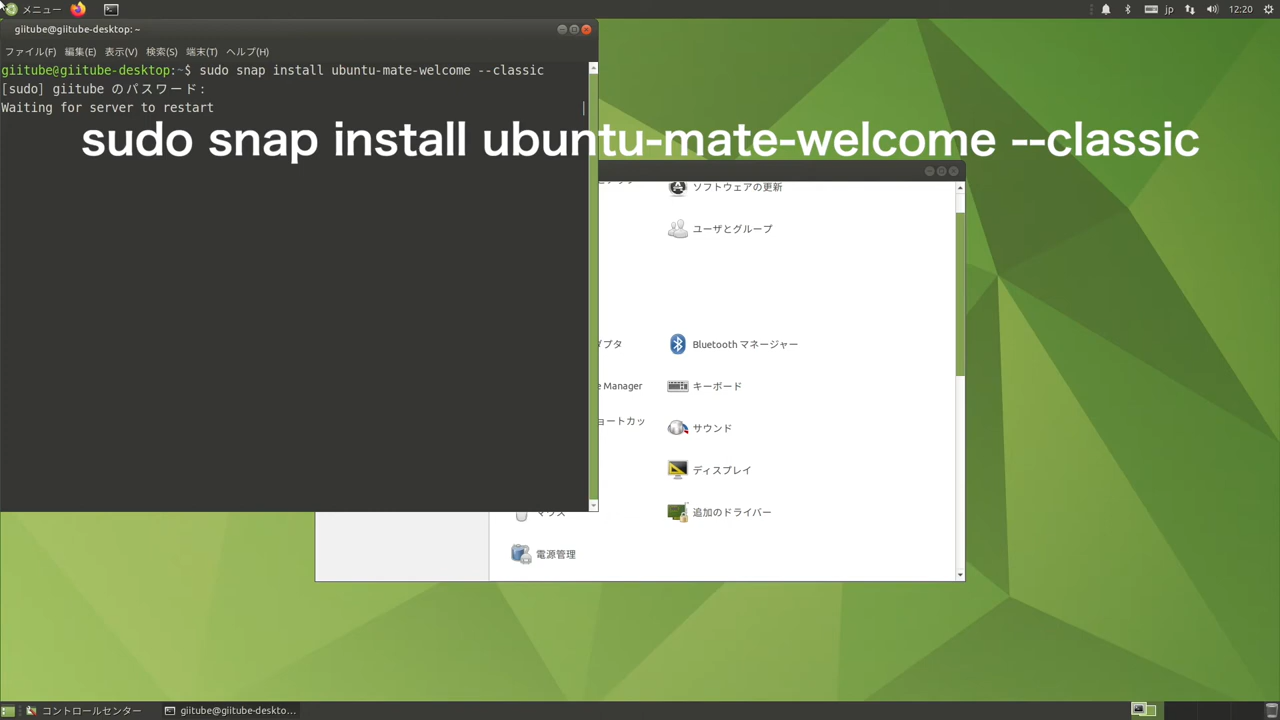 メニュー
jp
12:20
giitube@giitube-desktop: ~
ファイル(F) 編集(E) 表示(V) 検索(S) 端末(T) ヘルプ(H)
giitube@giitube-desktop:~$ sudo snap install ubuntu-mate-welcome --classic
[sudo] giitube のパスワード:
Waiting for server to restart
sudo snap install ubuntu-mate-welcome --classic
ソフトウェアの更新
ユーザとグループ
Bluetooth マネージャー
e Manager
キーボード
ョートカッ
サウンド
ディスプレイ
マウス
追加のドライバー
電源管理
コントロールセンター
giitube@giitube-deskto...